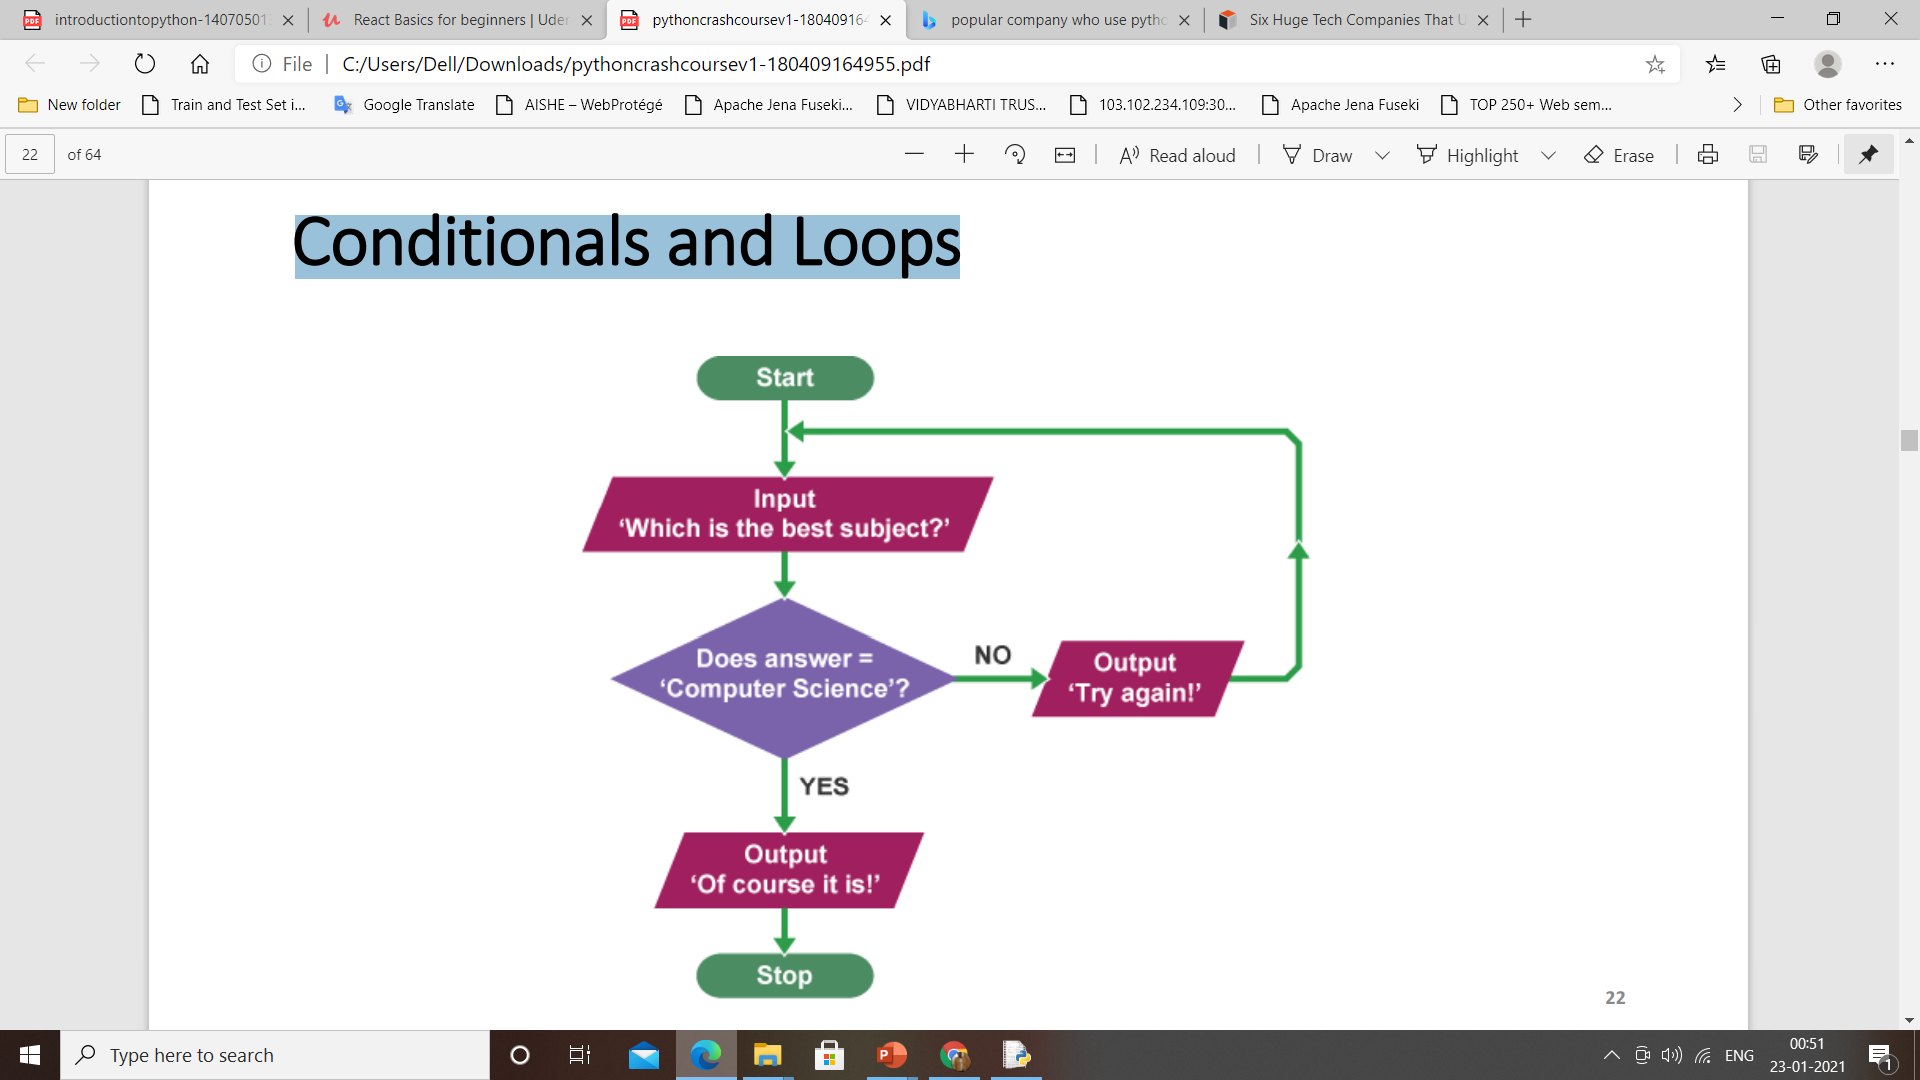 introductiontopython-14070501
React Basics for beginners | Uder
pythoncrashcoursev1-180409164
popular company who use pytho
Six Huge Tech Companies That U
File
C:/Users/Dell/Downloads/pythoncrashcoursev1-180409164955.pdf
New folder
Train and Test Set i...
Google Translate
AISHE – WebProtégé
Apache Jena Fuseki...
VIDYABHARTI TRUS...
103.102.234.109:30...
Apache Jena Fuseki
TOP 250+ Web sem...
Other favorites
22
of 64
Read aloud
Draw
Highlight
Erase
Conditionals and Loops
Start
Input
‘Which is the best subject?’
Does answer =
‘Computer Science’?
NO
Output
‘Try again!’
YES
Output
‘Of course it is!’
Stop
22
Type here to search
ENG
00:51
23-01-2021
1